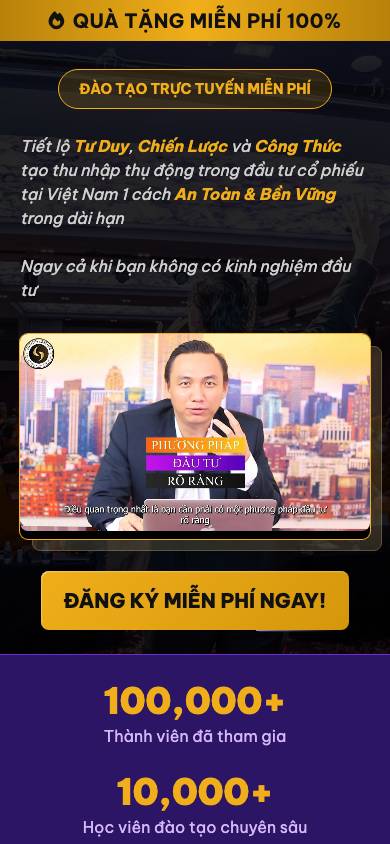 QUÀ TẶNG MIỄN PHÍ 100%
ĐÀO TẠO TRỰC TUYẾN MIỄN PHÍ
Tiết lộ Tư Duy, Chiến Lược và Công Thức
tạo thu nhập thụ động trong đầu tư cổ phiếu
tại Việt Nam 1 cách An Toàn & Bền Vững
trong dài hạn
Ngay cả khi bạn không có kinh nghiệm đầu
tư
PHƯƠNG PHÁP
ĐẦU TƯ
RÕ RÀNG
Điều quan trọng nhất là bạn cần phải có một phương pháp đầu tư
rõ ràng
ĐĂNG KÝ MIỄN PHÍ NGAY!
100,000+
Thành viên đã tham gia
10,000+
Học viên đào tạo chuyên sâu